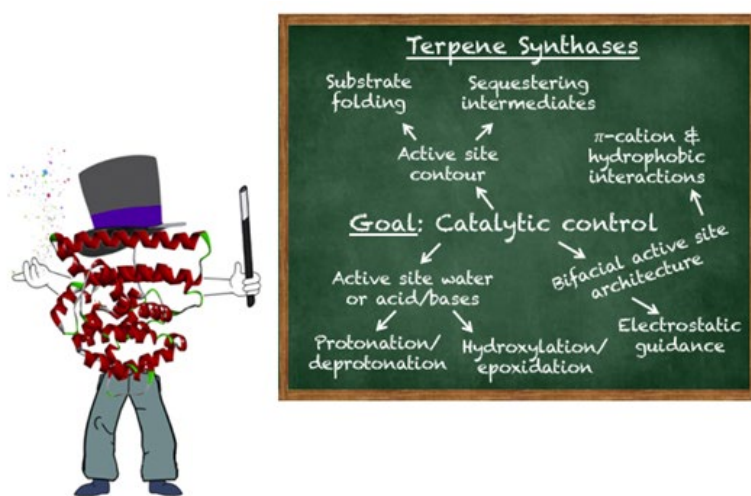 Terpene Synthases
Substrate
folding
Sequestering
intermediates
Active site
contour
π-cation &
hydrophobic
interactions
Goal: Catalytic control
Active site water
or acid/bases
Bifacial active site
architecture
Protonation/
deprotonation
Hydroxylation/
epoxidation
Electrostatic
guidance